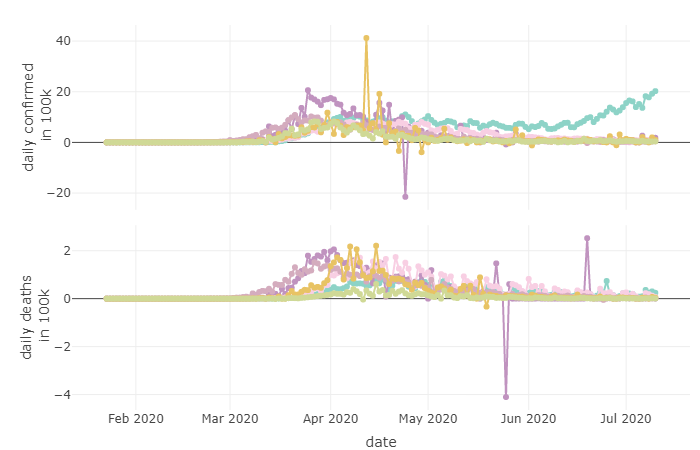 40
20
0
−20
daily confirmed
in 100k
2
0
−2
−4
daily deaths
in 100k
Feb 2020
Mar 2020
Apr 2020
May 2020
Jun 2020
Jul 2020
date